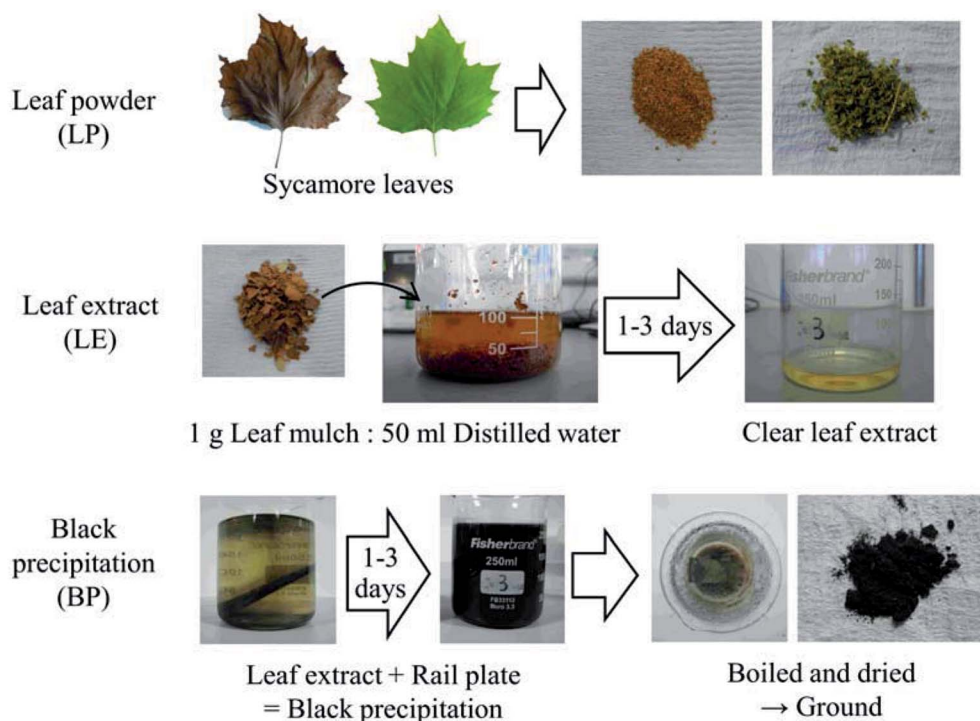 Leaf powder
(LP)
Sycamore leaves
Leaf extract
(LE)
100
50
1-3 days
fisherbrand
200
150
3
1 g Leaf mulch : 50 ml Distilled water
Clear leaf extract
Black
precipitation
(BP)
1-3
days
Fisherbrand
250ml
3
Leaf extract + Rail plate
= Black precipitation
Boiled and dried
→ Ground